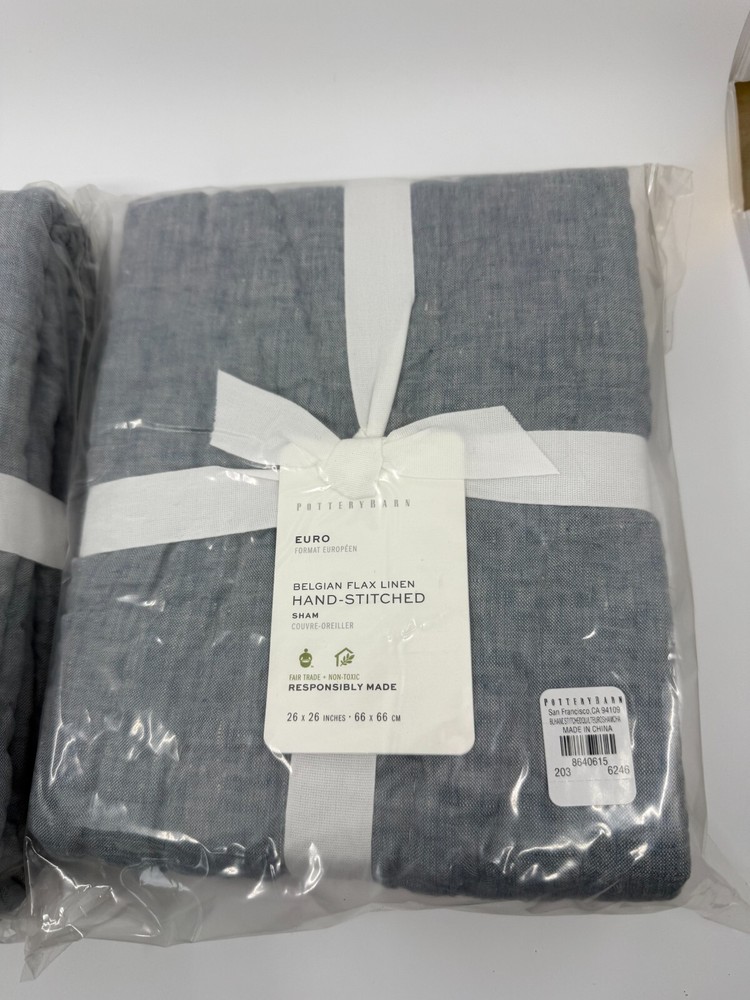 POTTERYBARN
EURO
FORMAT EUROPÉEN
BELGIAN FLAX LINEN
HAND-STITCHED
SHAM
COUVRE-OREILLER
FAIR TRADE • NON-TOXIC
RESPONSIBLY MADE
26 X 26 INCHES • 66 X 66 CM
POTTERYBARN
San Francisco,CA 94109
MADE IN CHINA
8640615
203 6246